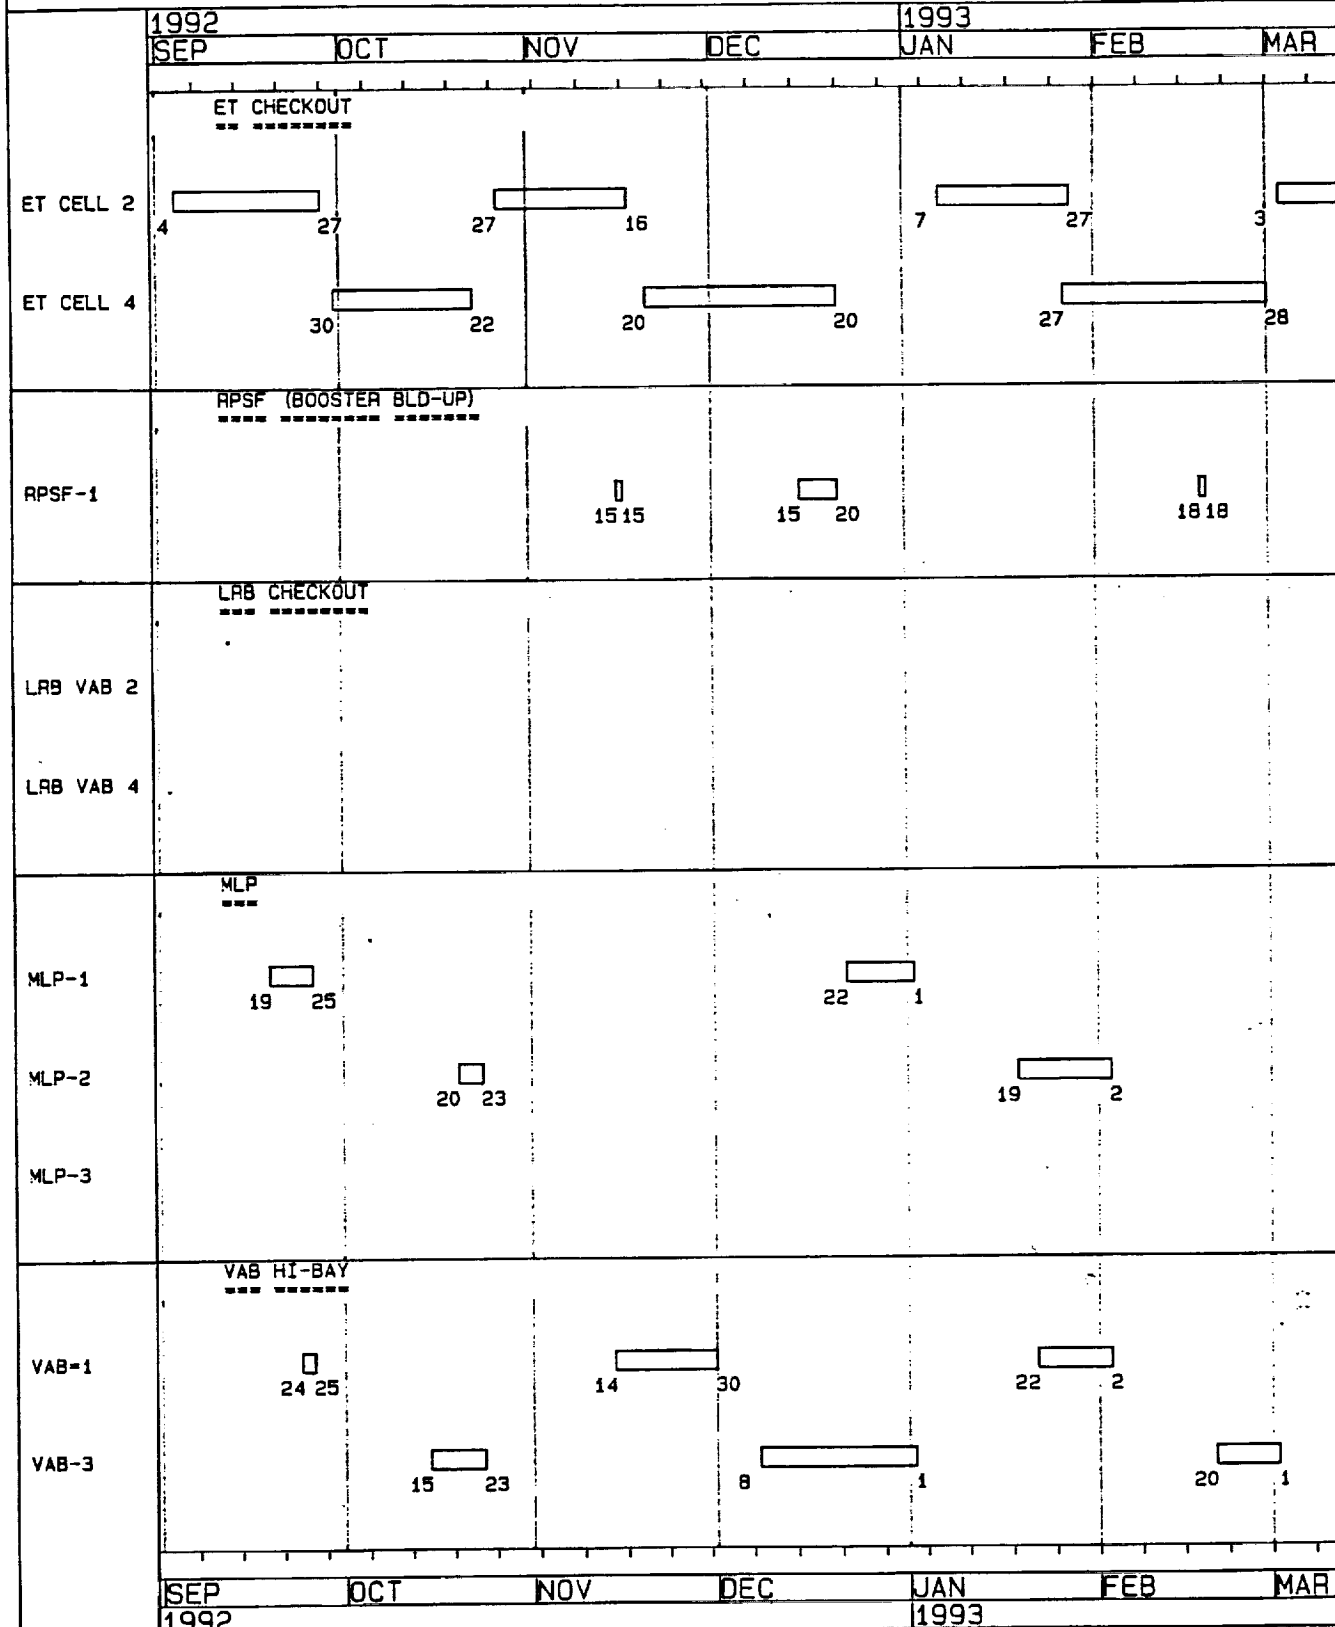 1992 1993
SEP OCT NOV DEC JAN FEB MAR
ET CHECKOUT
ET CELL 2
4 27 27 16 7 27 3
ET CELL 4
30 22 20 20 27 28
RPSF (BOOSTER BLD-UP)
RPSF-1
15 15 15 20 18 18
LRB CHECKOUT
LRB VAB 2
LRB VAB 4
MLP
MLP-1
19 25 22 1
MLP-2
20 23 19 2
MLP-3
VAB HI-BAY
VAB-1
24 25 14 30 22 2
VAB-3
15 23 8 1 20 1
SEP OCT NOV DEC JAN FEB MAR
1992 1993